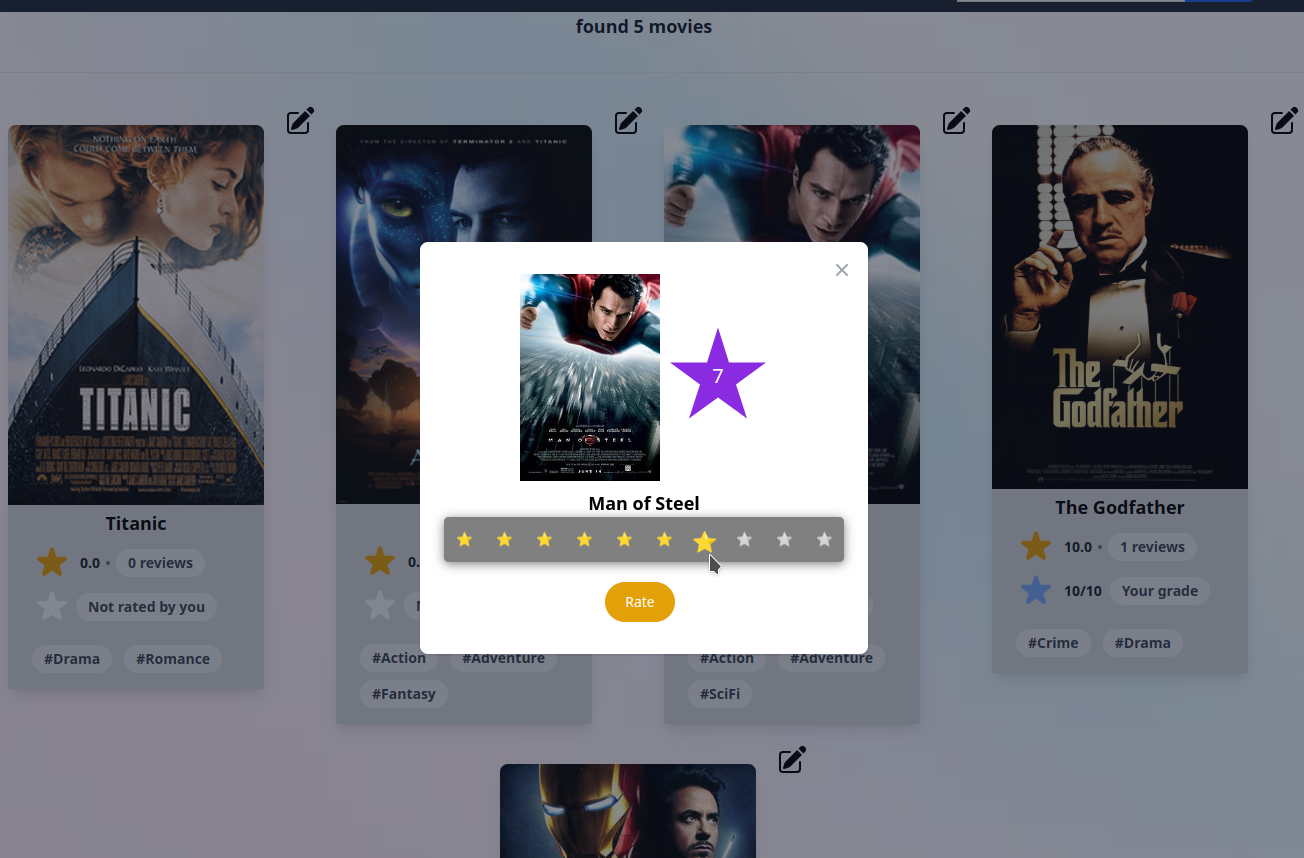 found 5 movies
NOTHING ON EARTH
COULD COME BETWEEN THEM
LEONARDO DICAPRIO KATE WINSLET
TITANIC
Titanic
0.0 • 0 reviews
Not rated by you
#Drama #Romance
FROM THE DIRECTOR OF TERMINATOR 2 AND TITANIC
A
0.
N
#Action #Adventure
#Fantasy
#Action #Adventure
#SciFi
The
Godfather
The Godfather
10.0 • 1 reviews
10/10 Your grade
#Crime #Drama
7
MAN OF STEEL
JUNE 14
Man of Steel
Rate